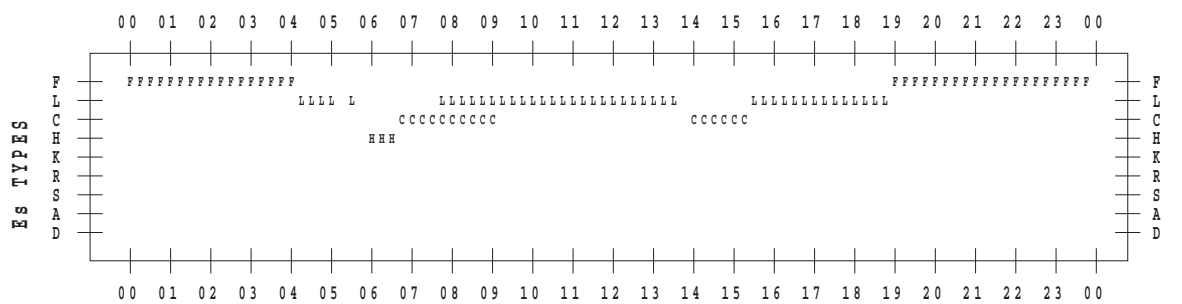 00 01 02 03 04 05 06 07 08 09 10 11 12 13 14 15 16 17 18 19 20 21 22 23 00
Es TYPES
F FFFFFFFFFFFFFFFFF FFFFFFFFFFFFFFFFFFFF F
L LLLL L LLLLLLLLLLLLLLLLLLLLLLLL LLLLLLLLLLLLLL L
C CCCCCCCCCC CCCCCC C
H HHH H
K K
R R
S S
A A
D D
00 01 02 03 04 05 06 07 08 09 10 11 12 13 14 15 16 17 18 19 20 21 22 23 00